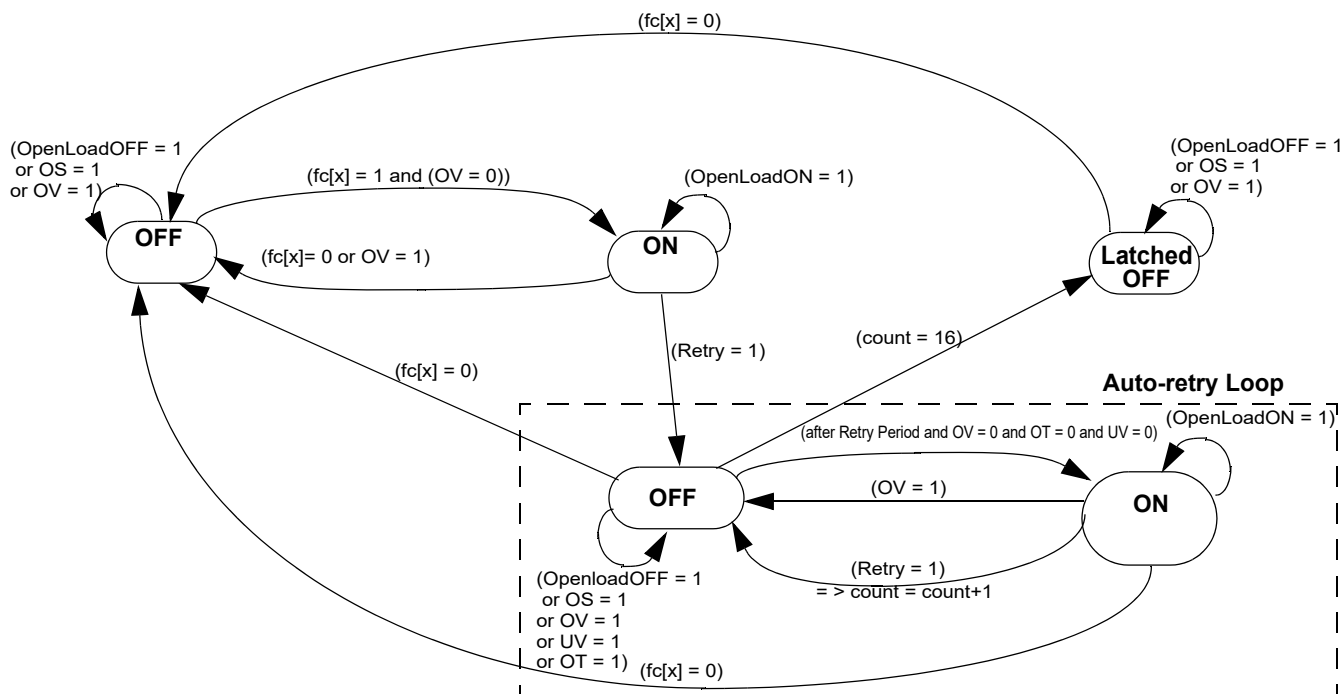 (fc[x] = 0)
(OpenLoadOFF = 1
or OS = 1
or OV = 1)
(fc[x] = 1 and (OV = 0))
(OpenLoadON = 1)
(OpenLoadOFF = 1
or OS = 1
or OV = 1)
OFF
ON
(fc[x]= 0 or OV = 1)
Latched
OFF
(Retry = 1)
(count = 16)
(fc[x] = 0)
Auto-retry Loop
(OpenLoadON = 1)
(after Retry Period and OV = 0 and OT = 0 and UV = 0)
OFF
(OV = 1)
ON
(Retry = 1)
= > count = count+1
(OpenloadOFF = 1
or OS = 1
or OV = 1
or UV = 1
or OT = 1)
(fc[x] = 0)